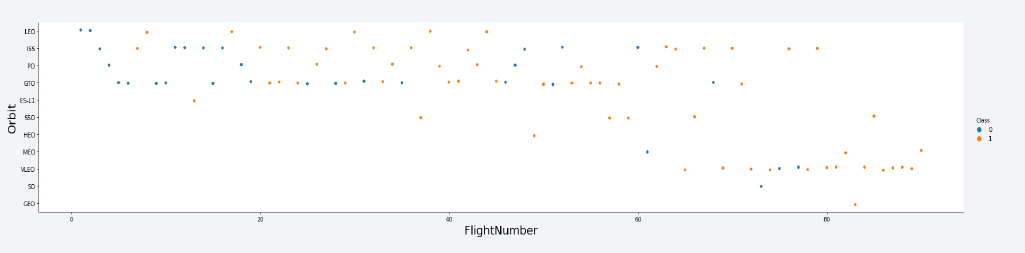 LEO
ISS
PO
GTO
ES-L1
SSO
HEO
MEO
VLEO
SO
GEO
Orbit
0 20 40 60 80
FlightNumber
Class
0
1